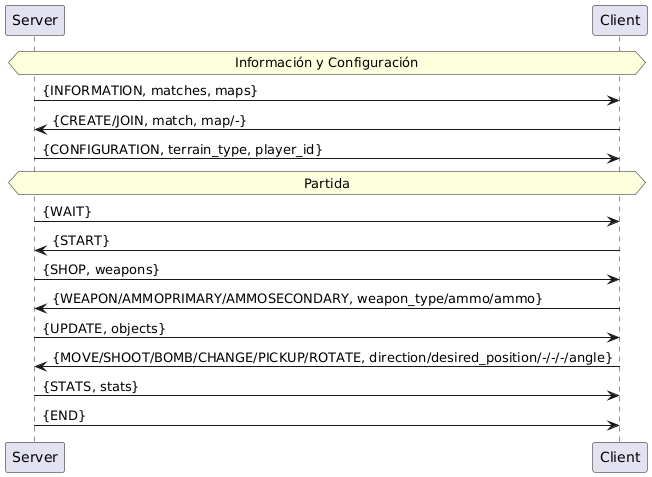 Server Client
Información y Configuración
{INFORMATION, matches, maps}
{CREATE/JOIN, match, map/-}
{CONFIGURATION, terrain_type, player_id}
Partida
{WAIT}
{START}
{SHOP, weapons}
{WEAPON/AMMOPRIMARY/AMMOSECONDARY, weapon_type/ammo/ammo}
{UPDATE, objects}
{MOVE/SHOOT/BOMB/CHANGE/PICKUP/ROTATE, direction/desired_position/-/-/-/angle}
{STATS, stats}
{END}
Server Client